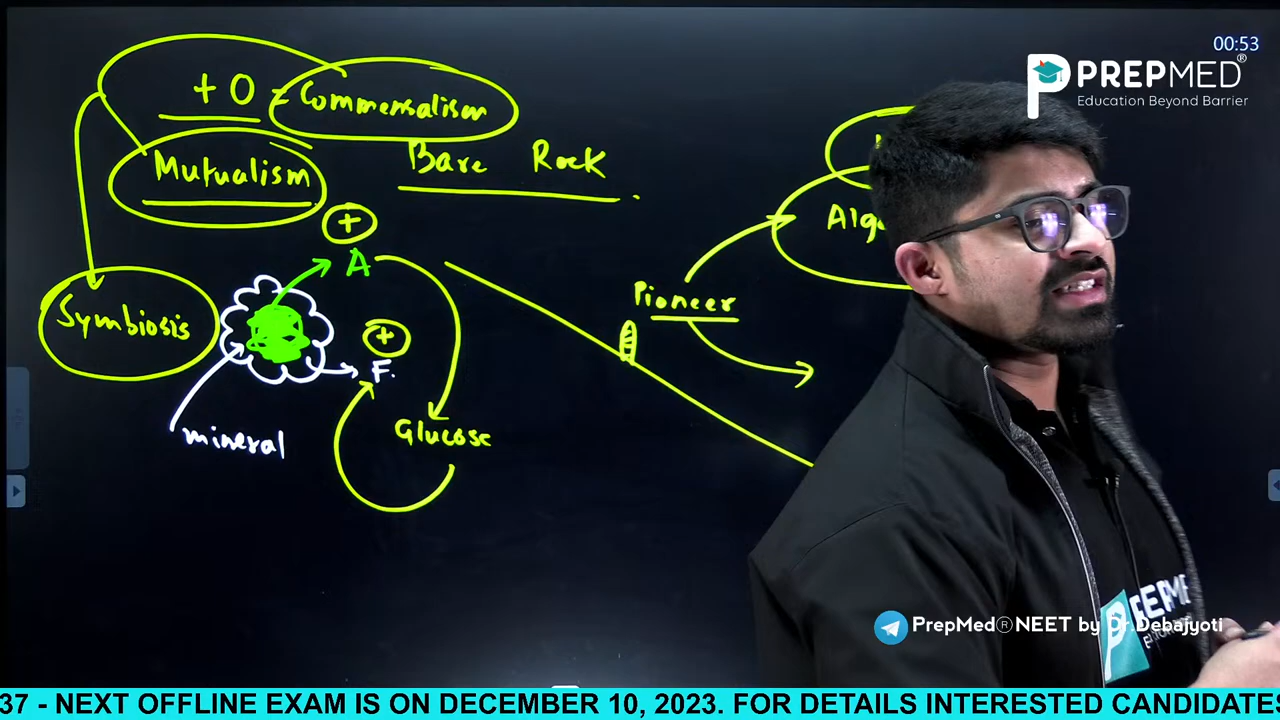 00:53
PREPMED®
Education Beyond Barrier
+ 0 = Commensalism
Mutualism
Bare Rock
+
A
Symbiosis
+
F.
mineral
Glucose
Pioneer
PrepMed®NEET by Dr.Debajyoti
37 - NEXT OFFLINE EXAM IS ON DECEMBER 10, 2023. FOR DETAILS INTERESTED CANDIDATES